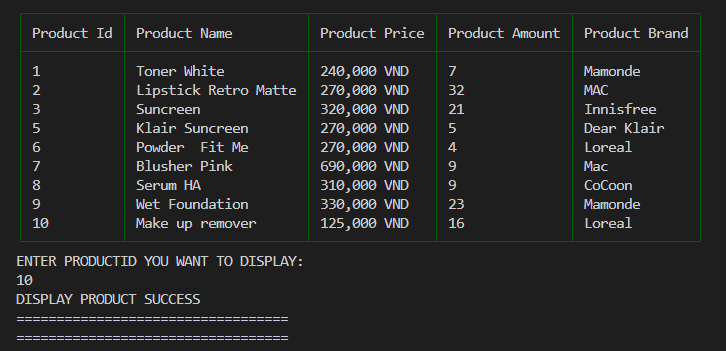 Product Id Product Name Product Price Product Amount Product Brand
1 Toner White 240,000 VND 7 Mamonde
2 Lipstick Retro Matte 270,000 VND 32 MAC
3 Suncreen 320,000 VND 21 Innisfree
5 Klair Suncreen 270,000 VND 5 Dear Klair
6 Powder  Fit Me 270,000 VND 4 Loreal
7 Blusher Pink 690,000 VND 9 Mac
8 Serum HA 310,000 VND 9 CoCoon
9 Wet Foundation 330,000 VND 23 Mamonde
10 Make up remover 125,000 VND 16 Loreal
ENTER PRODUCTID YOU WANT TO DISPLAY:
10
DISPLAY PRODUCT SUCCESS
==================================
==================================